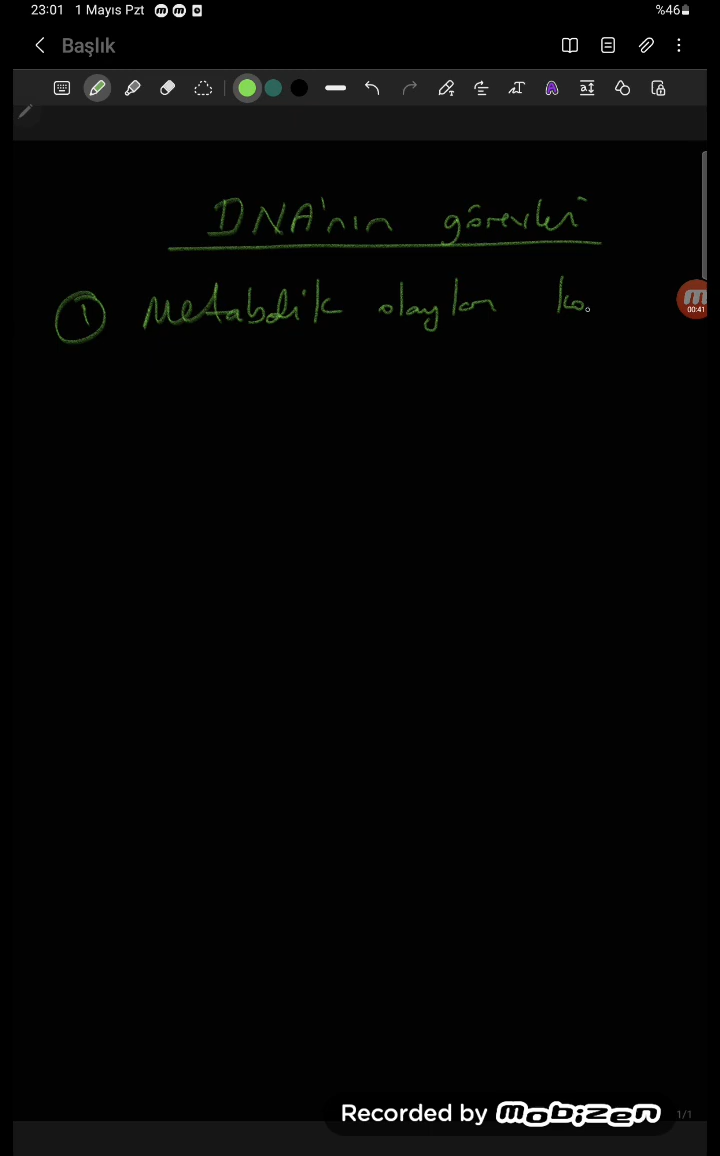 23:01 1 Mayıs Pzt %46
Başlık
DNA'nın görevleri
① Metabolik olayları ko
00:41
Recorded by mobizen
1/1